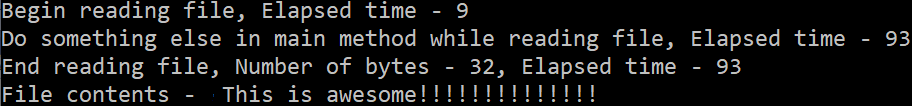 Begin reading file, Elapsed time - 9
Do something else in main method while reading file, Elapsed time - 93
End reading file, Number of bytes - 32, Elapsed time - 93
File contents -  This is awesome!!!!!!!!!!!!!!